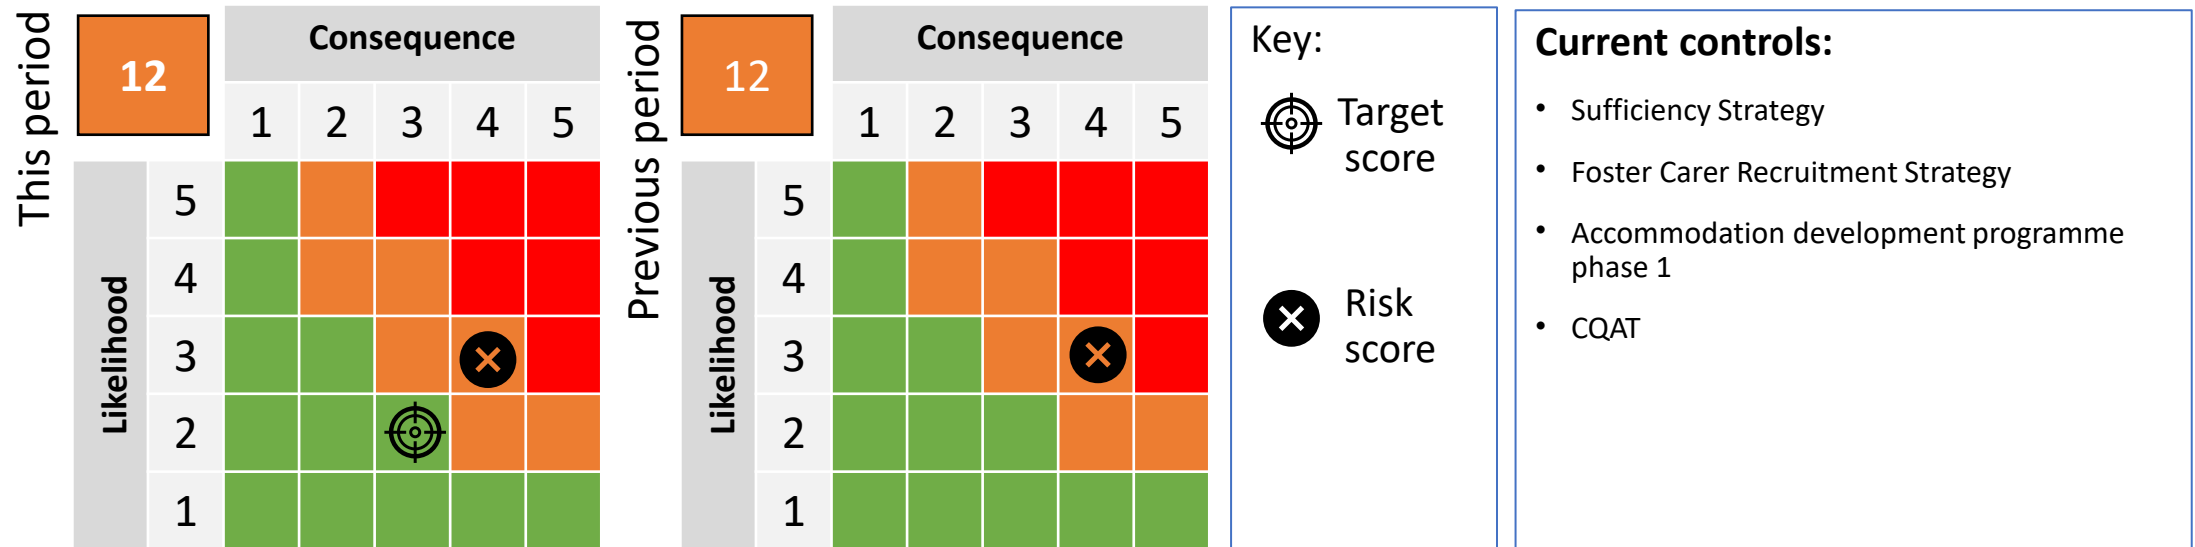 This period
12
Consequence
1 2 3 4 5
Likelihood
5
4
3
2
1
Previous period
12
Consequence
1 2 3 4 5
Likelihood
5
4
3
2
1
Key:
Target
score
Risk
score
Current controls:
• Sufficiency Strategy
• Foster Carer Recruitment Strategy
• Accommodation development programme
phase 1
• CQAT